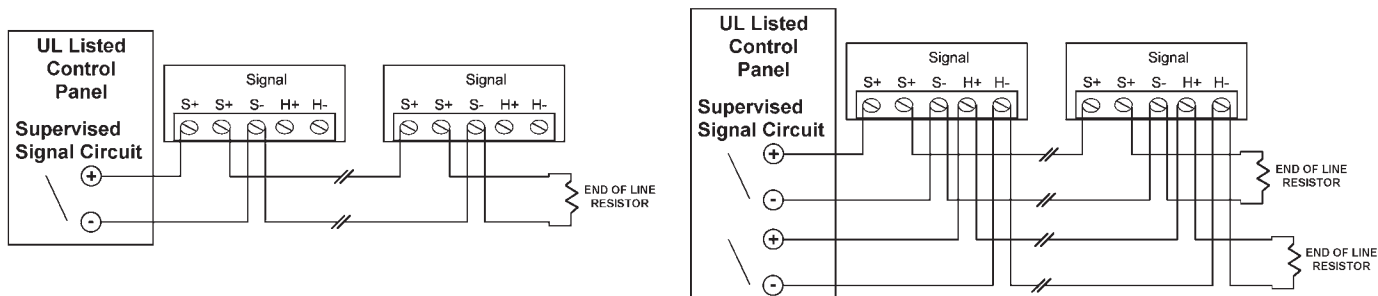 UL Listed
Control
Panel
Signal
S+ S+ S- H+ H-
Signal
S+ S+ S- H+ H-
Supervised
Signal Circuit
+
-
END OF LINE
RESISTOR
UL Listed
Control
Panel
Signal
S+ S+ S- H+ H-
Signal
S+ S+ S- H+ H-
Supervised
Signal Circuit
+
-
+
-
END OF LINE
RESISTOR
END OF LINE
RESISTOR